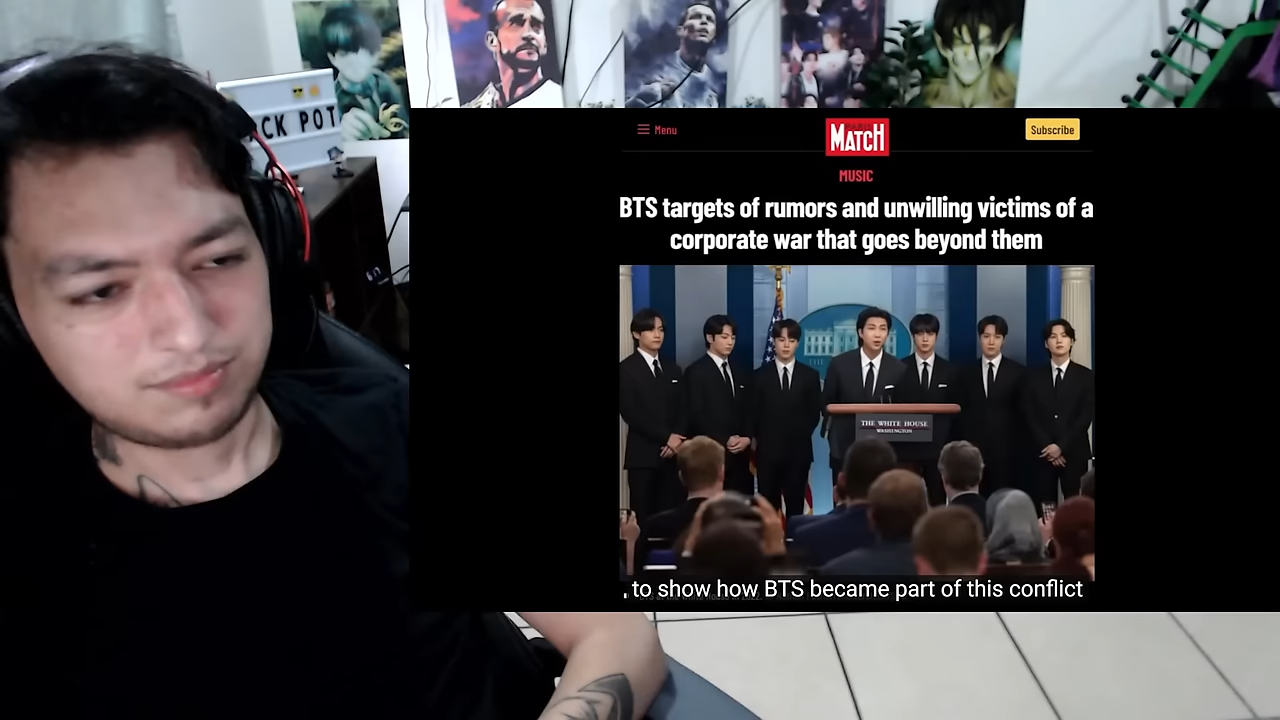 CK POT
Menu
MATCH
Subscribe
MUSIC
BTS targets of rumors and unwilling victims of a
corporate war that goes beyond them
THE WHITE HOUSE
WASHINGTON
to show how BTS became part of this conflict